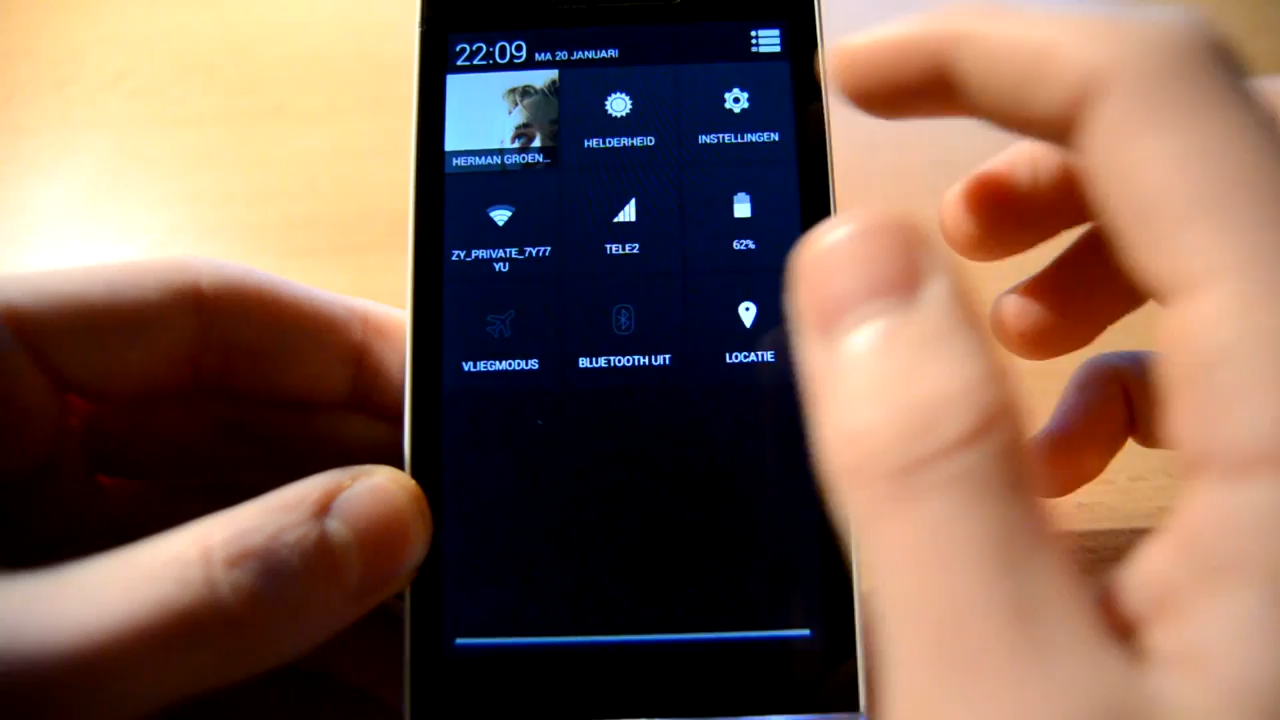 22:09 MA 20 JANUARI
HERMAN GROEN...
HELDERHEID
INSTELLINGEN
ZY_PRIVATE_7Y77
YU
TELE2
62%
VLIEGMODUS
BLUETOOTH UIT
LOCATIE